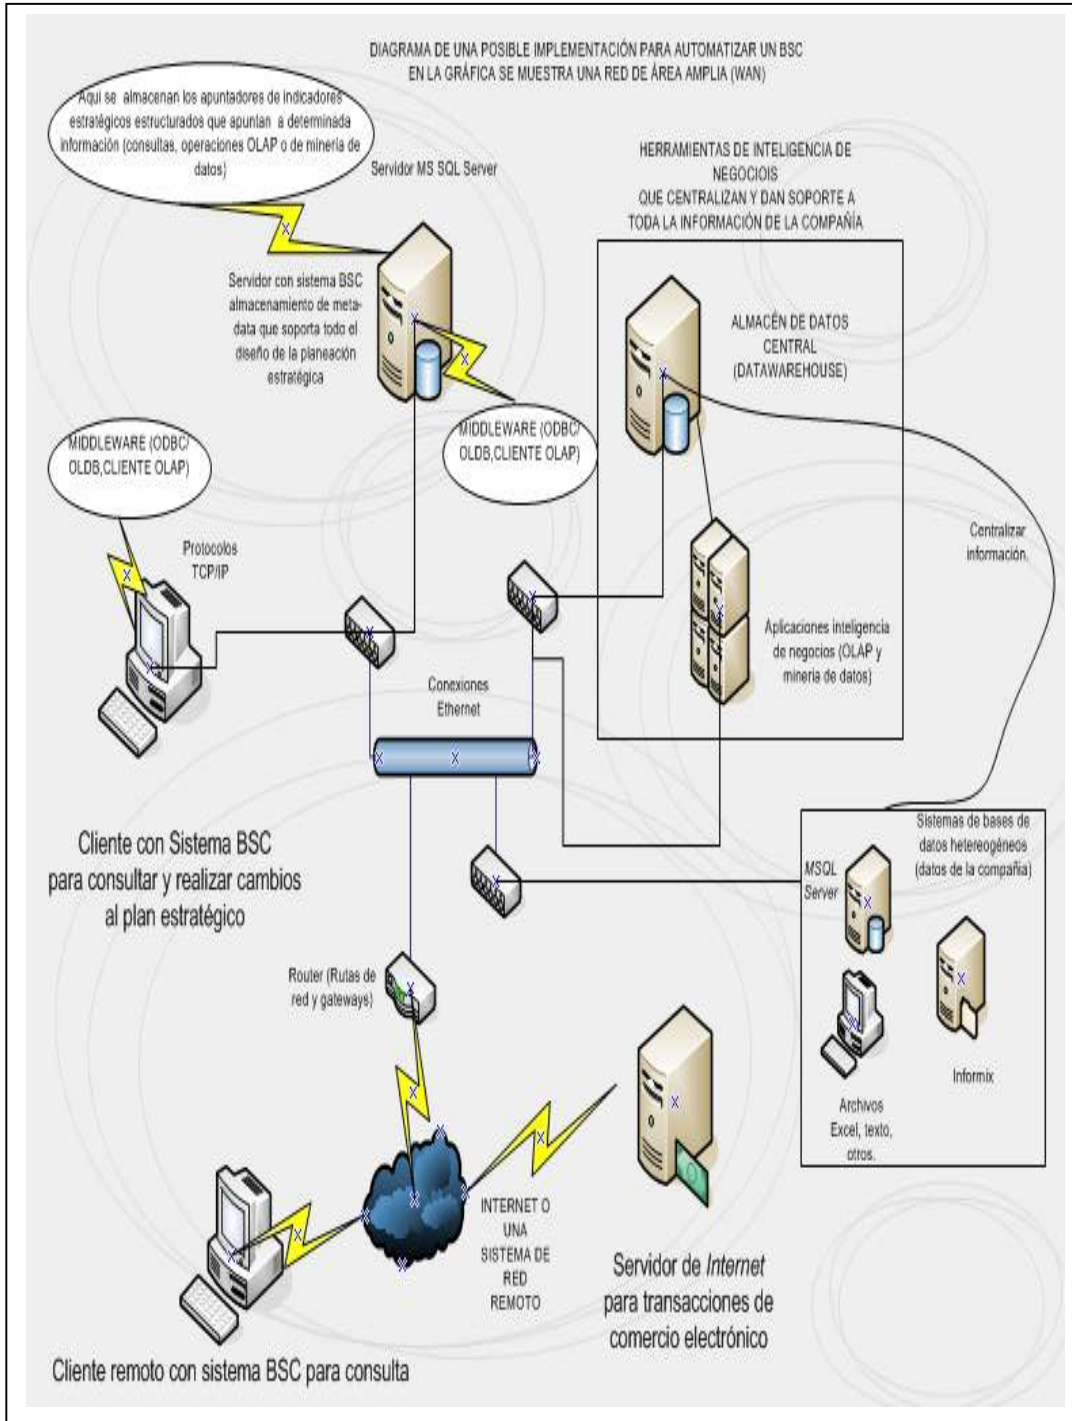 DIAGRAMA DE UNA POSIBLE IMPLEMENTACIÓN PARA AUTOMATIZAR UN BSC
EN LA GRÁFICA SE MUESTRA UNA RED DE ÁREA AMPLIA (WAN)
Aqui se almacenan los apuntadores de indicadores
estratégicos estructurados que apuntan a determinada
información (consultas, operaciones OLAP o de minería de
datos)
Servidor MS SQL Server
HERRAMIENTAS DE INTELIGENCIA DE
NEGOCIOIS
QUE CENTRALIZAN Y DAN SOPORTE A
TODA LA INFORMACIÓN DE LA COMPAÑÍA
Servidor con sistema BSC
almacenamiento de meta-
data que soporta todo el
diseño de la planeación
estratégica
ALMACÉN DE DATOS
CENTRAL
(DATAWAREHOUSE)
MIDDLEWARE (ODBC/
OLDB,CLIENTE OLAP)
MIDDLEWARE (ODBC/
OLDB,CLIENTE OLAP)
Protocolos
TCP/IP
Centralizar
información.
Aplicaciones inteligencia
de negocios (OLAP y
minería de datos)
Conexiones
Ethernet
Cliente con Sistema BSC
para consultar y realizar cambios
al plan estratégico
Sistemas de bases de
datos heterogéneos
(datos de la compañia)
MSQL
Server
Router (Rutas de
red y gateways)
Informix
Archivos
Excel, texto,
otros.
INTERNET O
UNA
SISTEMA DE
RED
REMOTO
Servidor de Internet
para transacciones de
comercio electrónico
Cliente remoto con sistema BSC para consulta